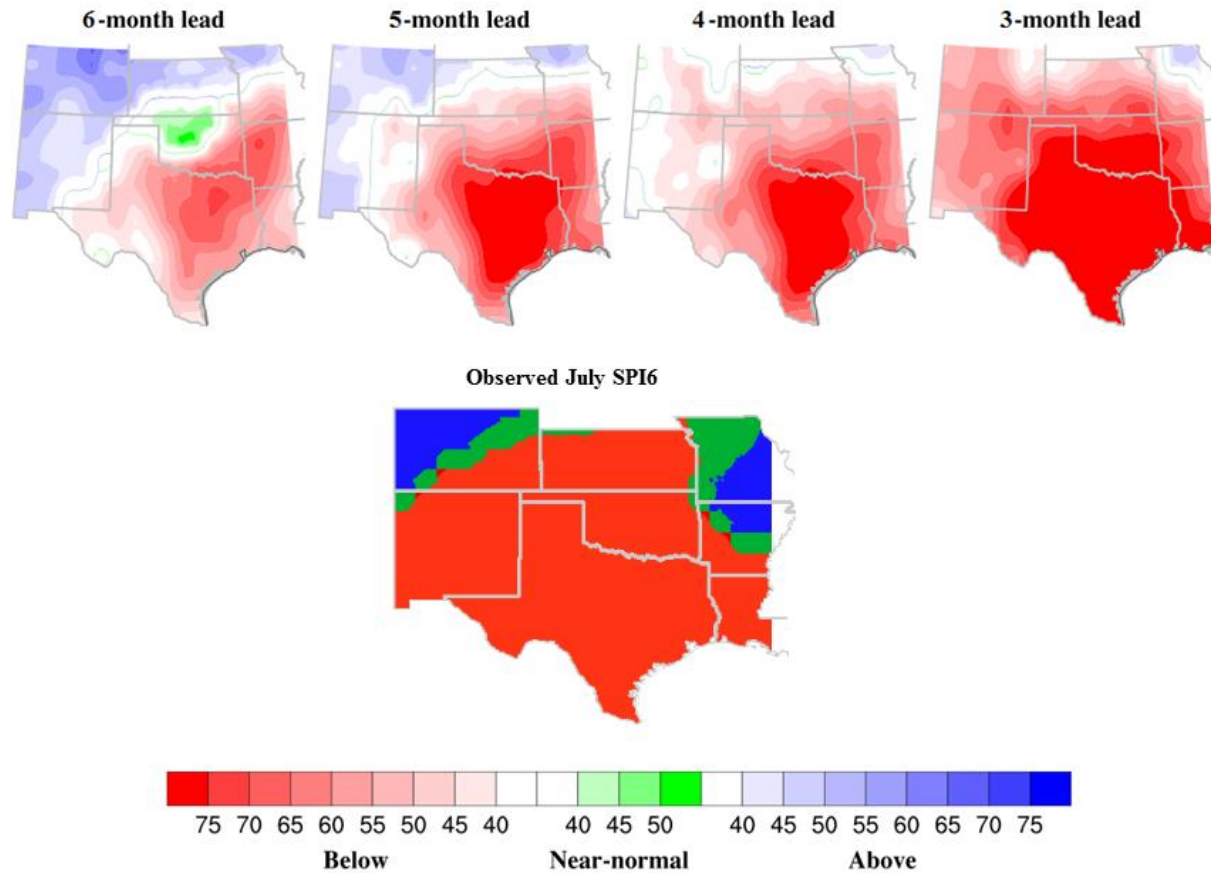 6-month lead 5-month lead 4-month lead 3-month lead
Observed July SPI6
75 70 65 60 55 45 40 40 45 50 40 45 50 55 60 65 70 75
Below Near-normal Above